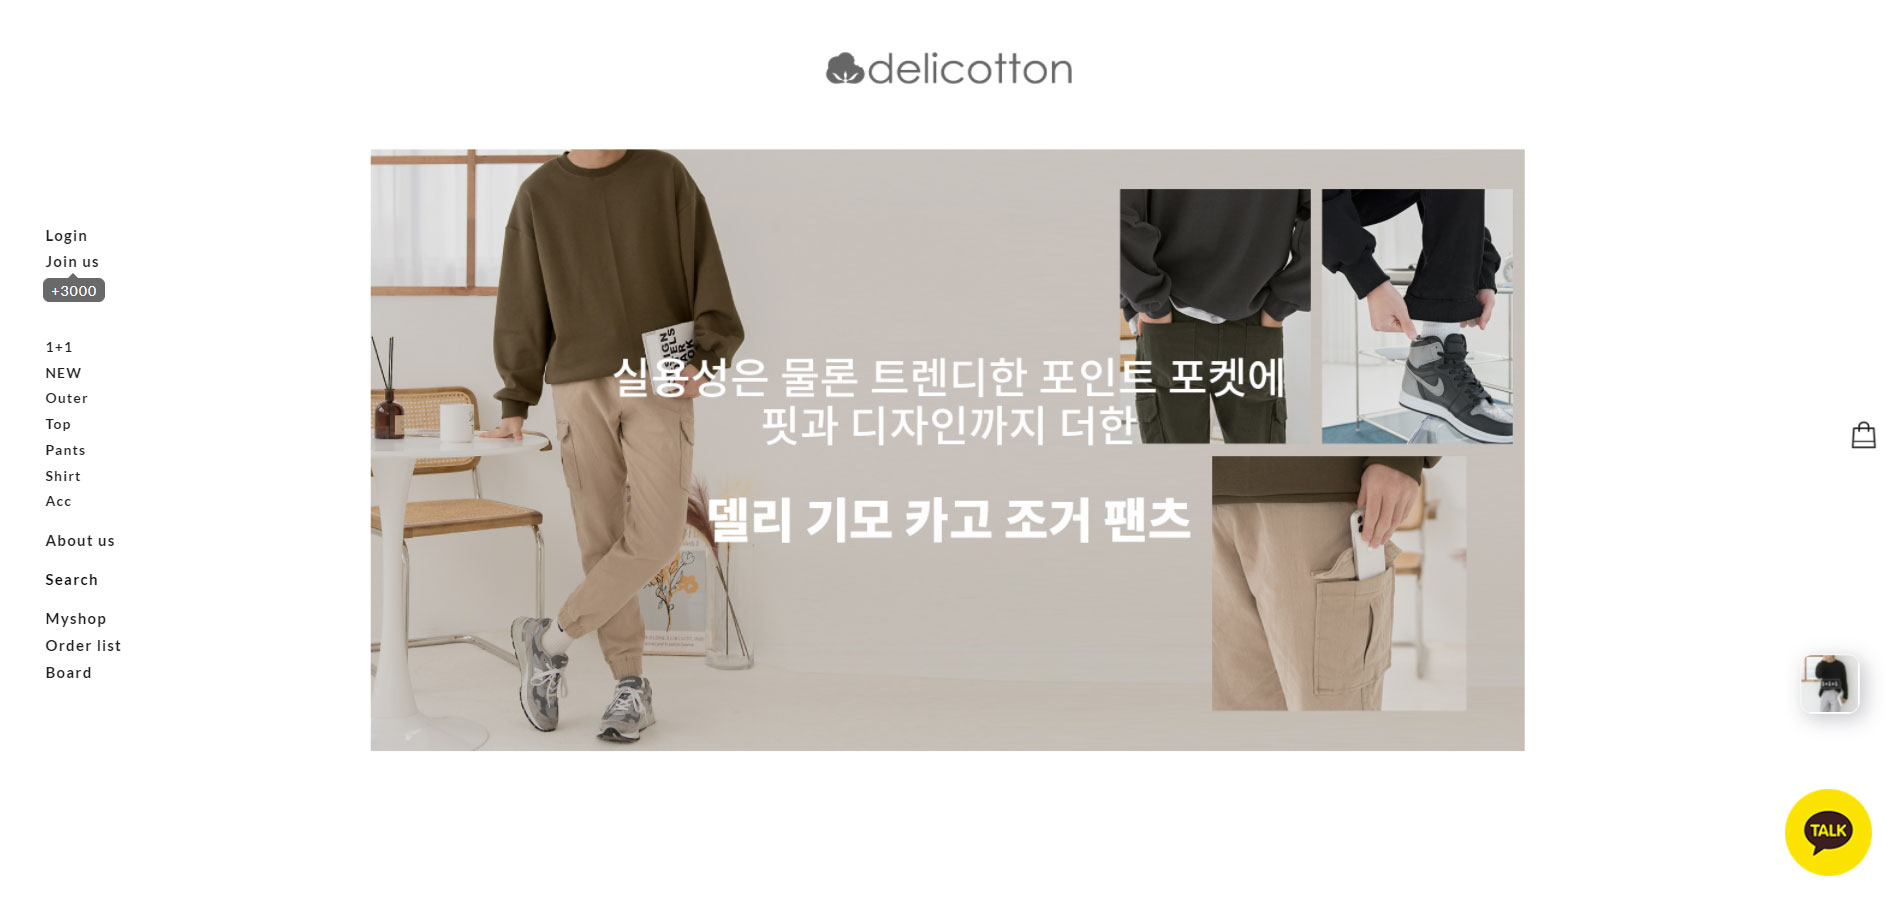 delicotton
Login
Join us
+3000
1+1
NEW
Outer
Top
Pants
Shirt
Acc
About us
Search
Myshop
Order list
Board
실용성은 물론 트렌디한 포인트 포켓에
핏과 디자인까지 더한
델리 기모 카고 조거 팬츠
TALK